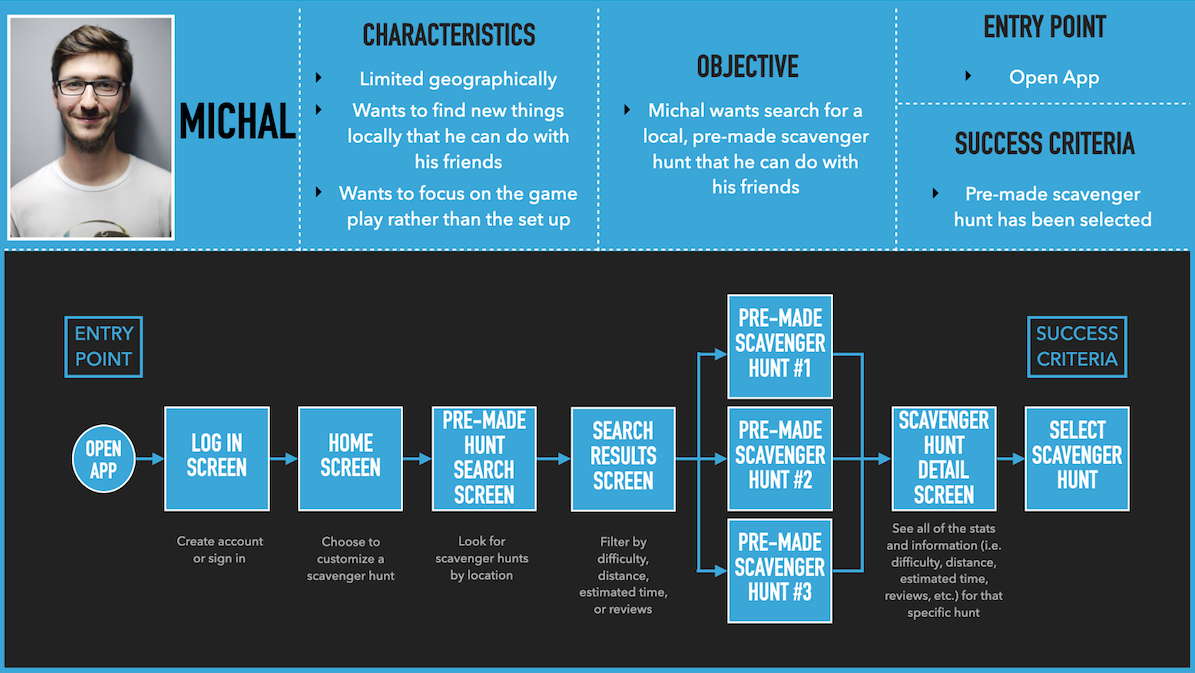 MICHAL
CHARACTERISTICS
Limited geographically
Wants to find new things
locally that he can do with
his friends
Wants to focus on the game
play rather than the set up
OBJECTIVE
Michal wants search for a
local, pre-made scavenger
hunt that he can do with
his friends
ENTRY POINT
Open App
SUCCESS CRITERIA
Pre-made scavenger
hunt has been selected
ENTRY
POINT
SUCCESS
CRITERIA
OPEN
APP
LOG IN
SCREEN
Create account
or sign in
HOME
SCREEN
Choose to
customize a
scavenger hunt
PRE-MADE
HUNT
SEARCH
SCREEN
Look for
scavenger hunts
by location
SEARCH
RESULTS
SCREEN
Filter by
difficulty,
distance,
estimated time,
or reviews
PRE-MADE
SCAVENGER
HUNT #1
PRE-MADE
SCAVENGER
HUNT #2
PRE-MADE
SCAVENGER
HUNT #3
SCAVENGER
HUNT
DETAIL
SCREEN
See all of the stats
and information (i.e.
difficulty, distance,
estimated time,
reviews, etc.) for that
specific hunt
SELECT
SCAVENGER
HUNT